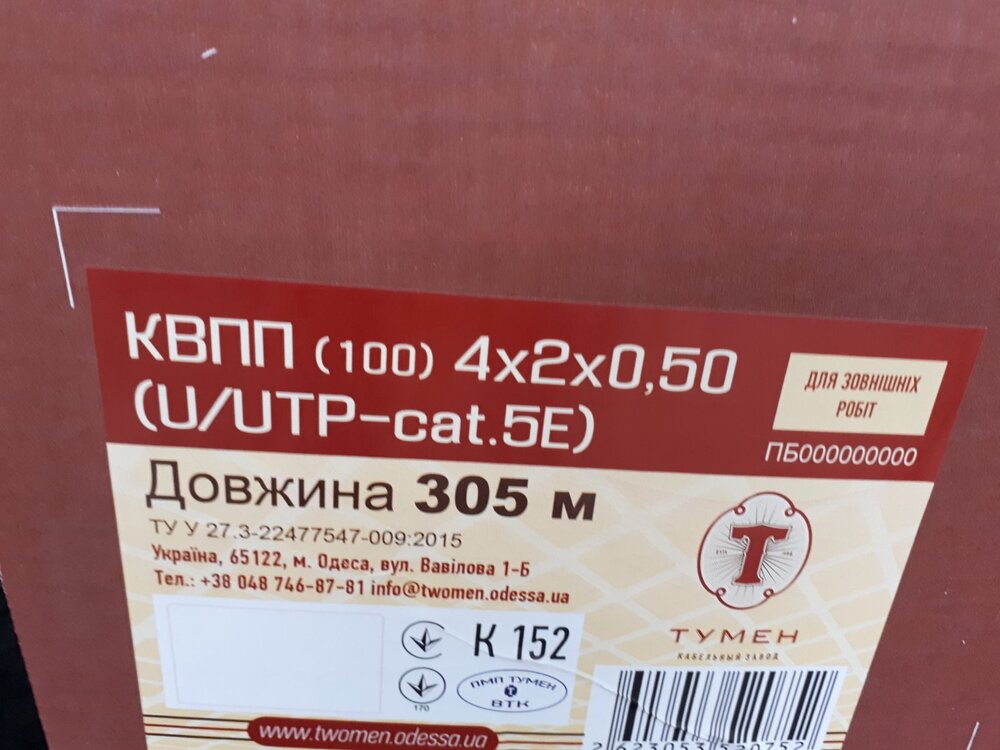 КВПП (100) 4х2х0,50
(U/UTP-cat.5E)
ДЛЯ ЗОВНІШНІХ
РОБІТ
ПБ000000000
Довжина 305 м
ТУ У 27.3-22477547-009:2015
Україна, 65122, м. Одеса, вул. Вавілова 1-Б
Тел.: +38 048 746-87-81 info@twomen.odessa.ua
Т
ТУМЕН
КАБЕЛЬНЫЙ ЗАВОД
К 152
170
ПМП ТУМЕН
ВТК
www.twomen.odessa.ua